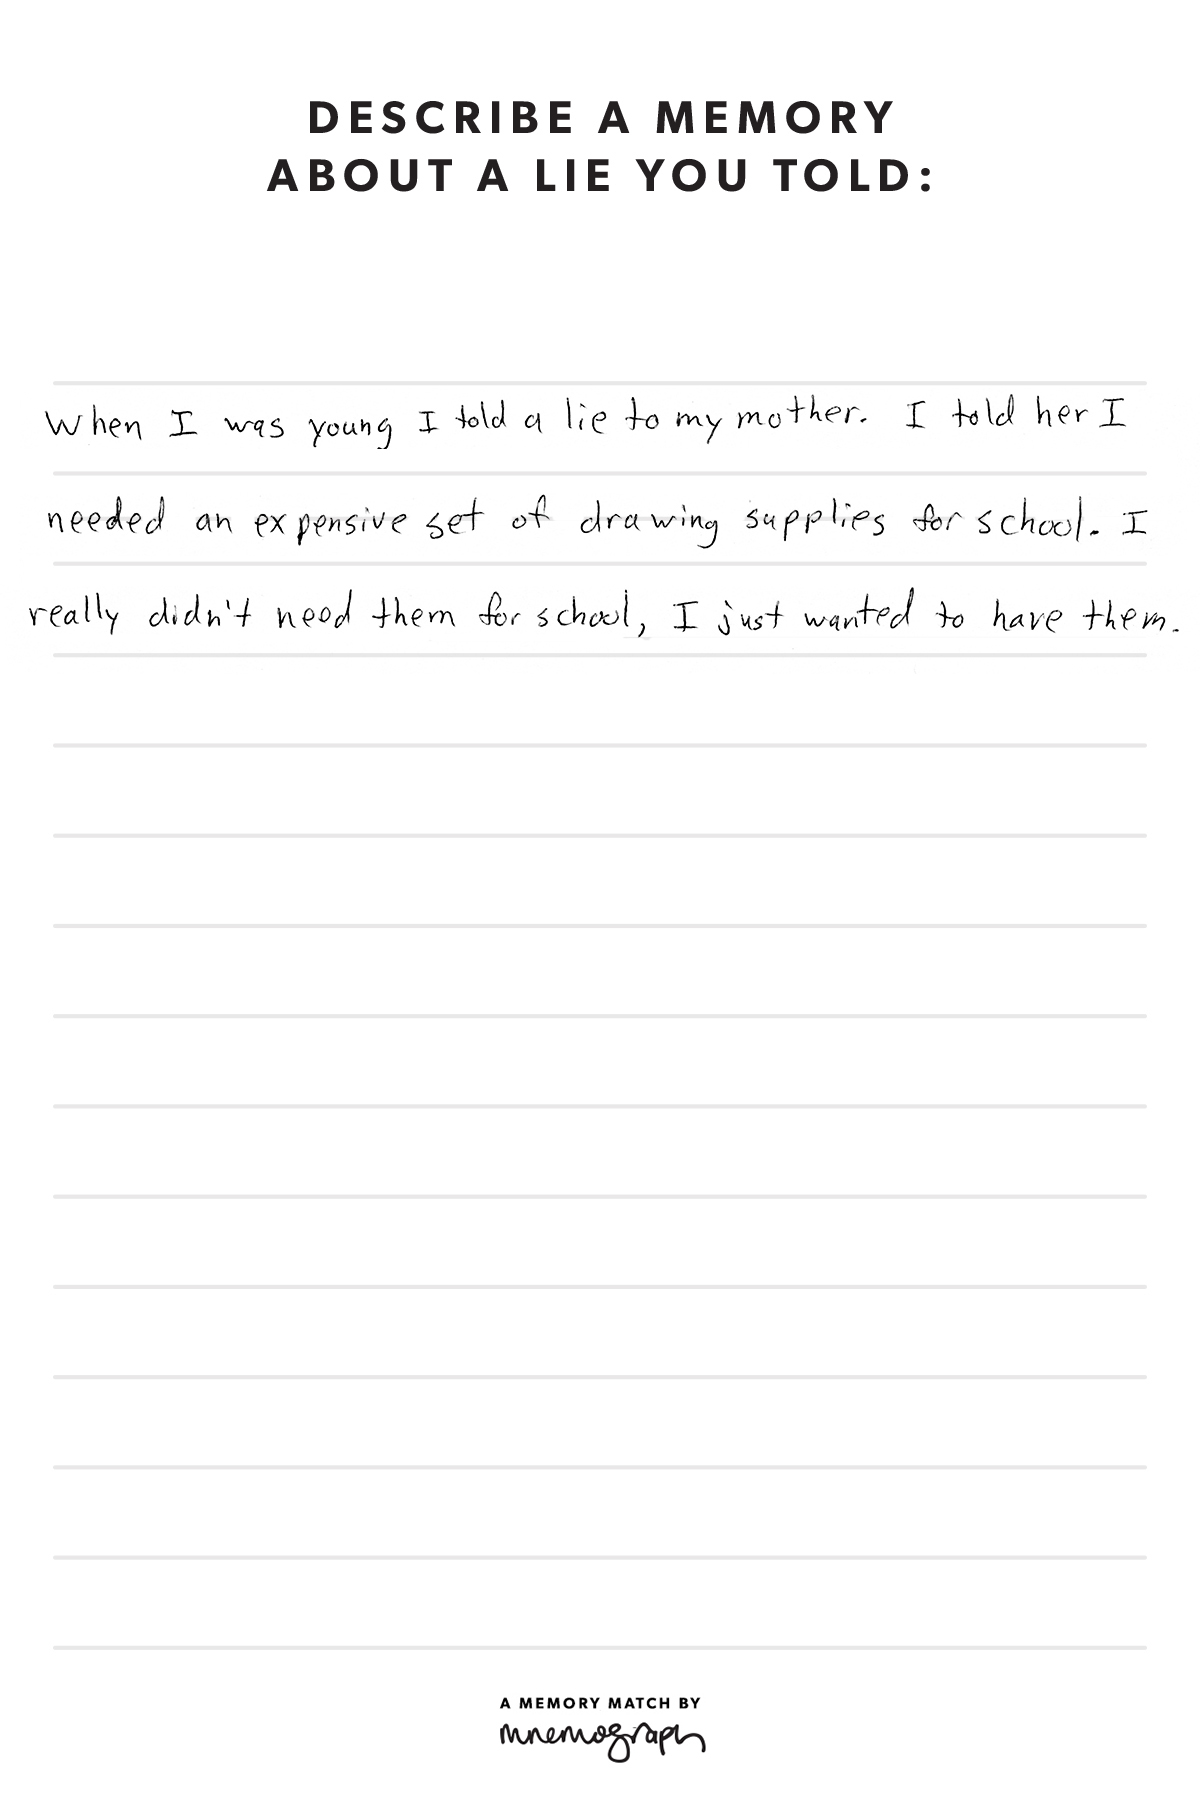 DESCRIBE A MEMORY
ABOUT A LIE YOU TOLD:
When I was young I told a lie to my mother. I told her I
needed an expensive set of drawing supplies for school. I
really didn't need them for school, I just wanted to have them.
A MEMORY MATCH BY
mnemograph